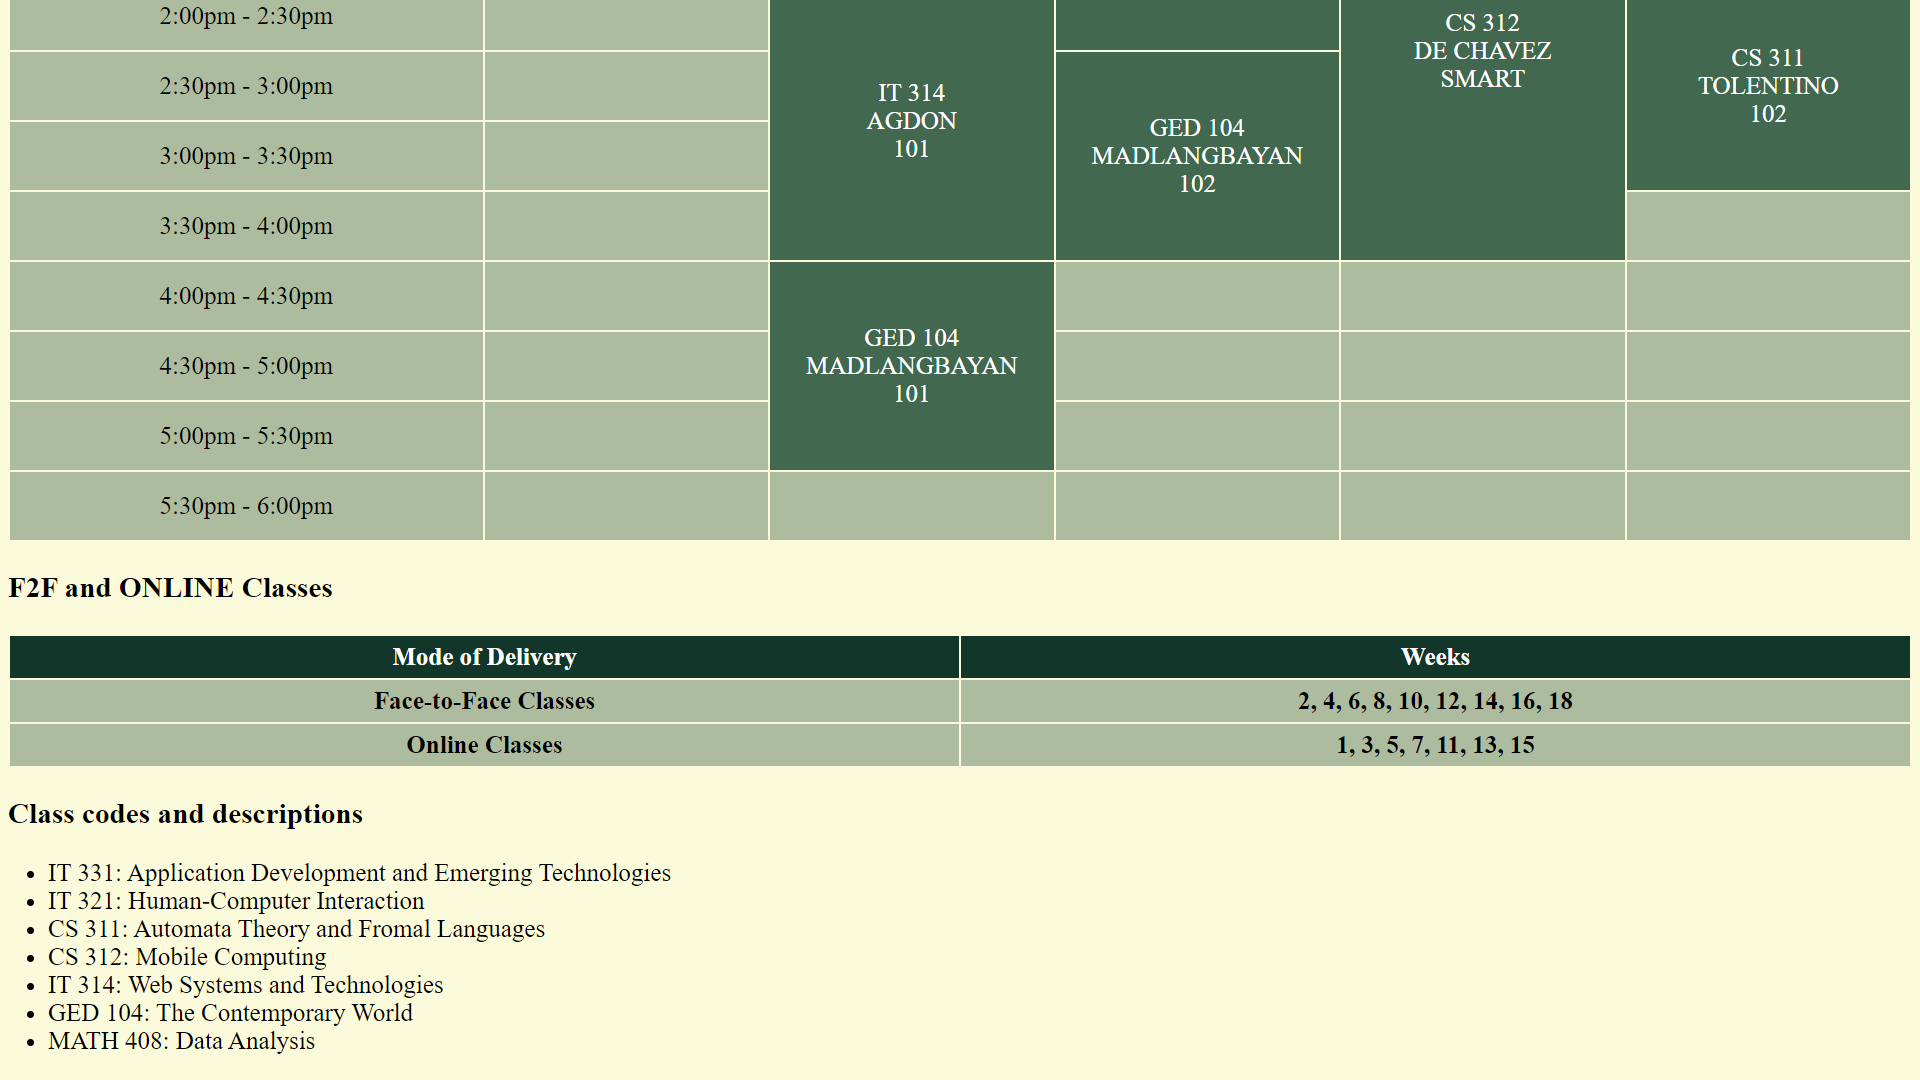 2:00pm - 2:30pm
CS 312
DE CHAVEZ
SMART
CS 311
TOLENTINO
102
2:30pm - 3:00pm
IT 314
AGDON
101
GED 104
MADLANGBAYAN
102
3:00pm - 3:30pm
3:30pm - 4:00pm
4:00pm - 4:30pm
GED 104
MADLANGBAYAN
101
4:30pm - 5:00pm
5:00pm - 5:30pm
5:30pm - 6:00pm
F2F and ONLINE Classes
Mode of Delivery Weeks
Face-to-Face Classes 2, 4, 6, 8, 10, 12, 14, 16, 18
Online Classes 1, 3, 5, 7, 11, 13, 15
Class codes and descriptions
• IT 331: Application Development and Emerging Technologies
• IT 321: Human-Computer Interaction
• CS 311: Automata Theory and Fromal Languages
• CS 312: Mobile Computing
• IT 314: Web Systems and Technologies
• GED 104: The Contemporary World
• MATH 408: Data Analysis